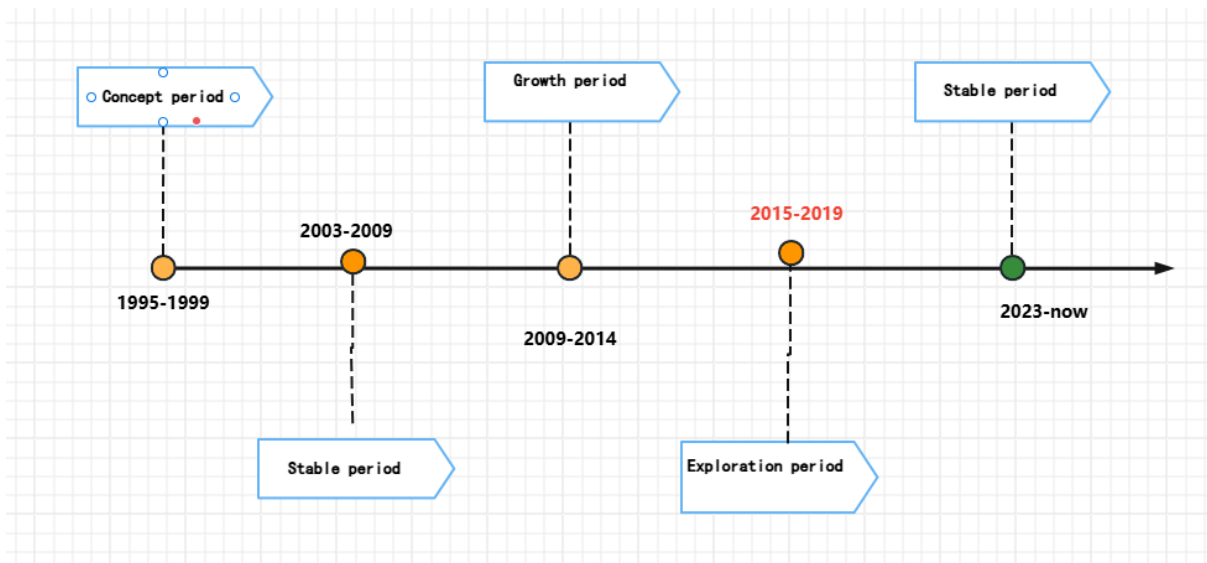 Concept period
Growth period
Stable period
2015-2019
2003-2009
1995-1999
2023-now
2009-2014
Stable period
Exploration period